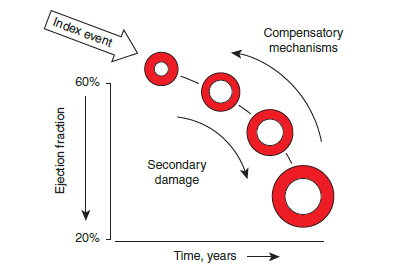 Index event
Compensatory
mechanisms
60%
Ejection fraction
Secondary
damage
20%
Time, years